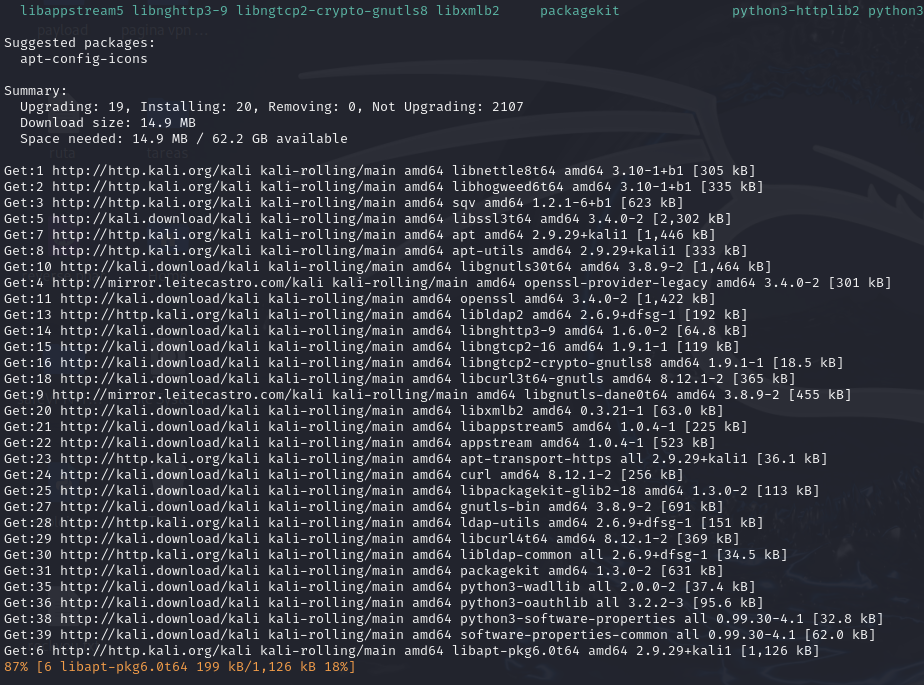 libappstream5 libnghttp3-9 libngtcp2-crypto-gnutls8 libxmlb2 packagekit python3-httplib2 python3
payload pagina vpn ...
Suggested packages:
apt-config-icons
Summary:
Upgrading: 19, Installing: 20, Removing: 0, Not Upgrading: 2107
Download size: 14.9 MB
Space needed: 14.9 MB / 62.2 GB available
ruta tareas
Get:1 http://http.kali.org/kali kali-rolling/main amd64 libnettle8t64 amd64 3.10-1+b1 [305 kB]
Get:2 http://http.kali.org/kali kali-rolling/main amd64 libhogweed6t64 amd64 3.10-1+b1 [335 kB]
Get:3 http://http.kali.org/kali kali-rolling/main amd64 sqv amd64 1.2.1-6+b1 [623 kB]
Get:5 http://kali.download/kali kali-rolling/main amd64 libssl3t64 amd64 3.4.0-2 [2,302 kB]
Get:7 http://http.kali.org/kali kali-rolling/main amd64 apt amd64 2.9.29+kali1 [1,446 kB]
Get:8 http://http.kali.org/kali kali-rolling/main amd64 apt-utils amd64 2.9.29+kali1 [333 kB]
Get:10 http://kali.download/kali kali-rolling/main amd64 libgnutls30t64 amd64 3.8.9-2 [1,464 kB]
Get:4 http://mirror.leitecastro.com/kali kali-rolling/main amd64 openssl-provider-legacy amd64 3.4.0-2 [301 kB]
Get:11 http://kali.download/kali kali-rolling/main amd64 openssl amd64 3.4.0-2 [1,422 kB]
Get:13 http://http.kali.org/kali kali-rolling/main amd64 libldap2 amd64 2.6.9+dfsg-1 [192 kB]
Get:14 http://http.kali.org/kali kali-rolling/main amd64 libnghttp3-9 amd64 1.6.0-2 [64.8 kB]
Get:15 http://kali.download/kali kali-rolling/main amd64 libngtcp2-16 amd64 1.9.1-1 [119 kB]
Get:16 http://kali.download/kali kali-rolling/main amd64 libngtcp2-crypto-gnutls8 amd64 1.9.1-1 [18.5 kB]
Get:18 http://kali.download/kali kali-rolling/main amd64 libcurl3t64-gnutls amd64 8.12.1-2 [365 kB]
Get:9 http://mirror.leitecastro.com/kali kali-rolling/main amd64 libgnutls-dane0t64 amd64 3.8.9-2 [455 kB]
Get:20 http://kali.download/kali kali-rolling/main amd64 libxmlb2 amd64 0.3.21-1 [63.0 kB]
Get:21 http://kali.download/kali kali-rolling/main amd64 libappstream5 amd64 1.0.4-1 [225 kB]
Get:22 http://kali.download/kali kali-rolling/main amd64 appstream amd64 1.0.4-1 [523 kB]
Get:23 http://http.kali.org/kali kali-rolling/main amd64 apt-transport-https all 2.9.29+kali1 [36.1 kB]
Get:24 http://kali.download/kali kali-rolling/main amd64 curl amd64 8.12.1-2 [256 kB]
Get:25 http://kali.download/kali kali-rolling/main amd64 libpackagekit-glib2-18 amd64 1.3.0-2 [113 kB]
Get:27 http://kali.download/kali kali-rolling/main amd64 gnutls-bin amd64 3.8.9-2 [691 kB]
Get:28 http://http.kali.org/kali kali-rolling/main amd64 ldap-utils amd64 2.6.9+dfsg-1 [151 kB]
Get:29 http://kali.download/kali kali-rolling/main amd64 libcurl4t64 amd64 8.12.1-2 [369 kB]
Get:30 http://http.kali.org/kali kali-rolling/main amd64 libldap-common all 2.6.9+dfsg-1 [34.5 kB]
Get:31 http://kali.download/kali kali-rolling/main amd64 packagekit amd64 1.3.0-2 [631 kB]
Get:35 http://kali.download/kali kali-rolling/main amd64 python3-wadllib all 2.0.0-2 [37.4 kB]
Get:36 http://kali.download/kali kali-rolling/main amd64 python3-oauthlib all 3.2.2-3 [95.6 kB]
Get:38 http://kali.download/kali kali-rolling/main amd64 python3-software-properties all 0.99.30-4.1 [32.8 kB]
Get:39 http://kali.download/kali kali-rolling/main amd64 software-properties-common all 0.99.30-4.1 [62.0 kB]
Get:6 http://http.kali.org/kali kali-rolling/main amd64 libapt-pkg6.0t64 amd64 2.9.29+kali1 [1,126 kB]
87% [6 libapt-pkg6.0t64 199 kB/1,126 kB 18%]